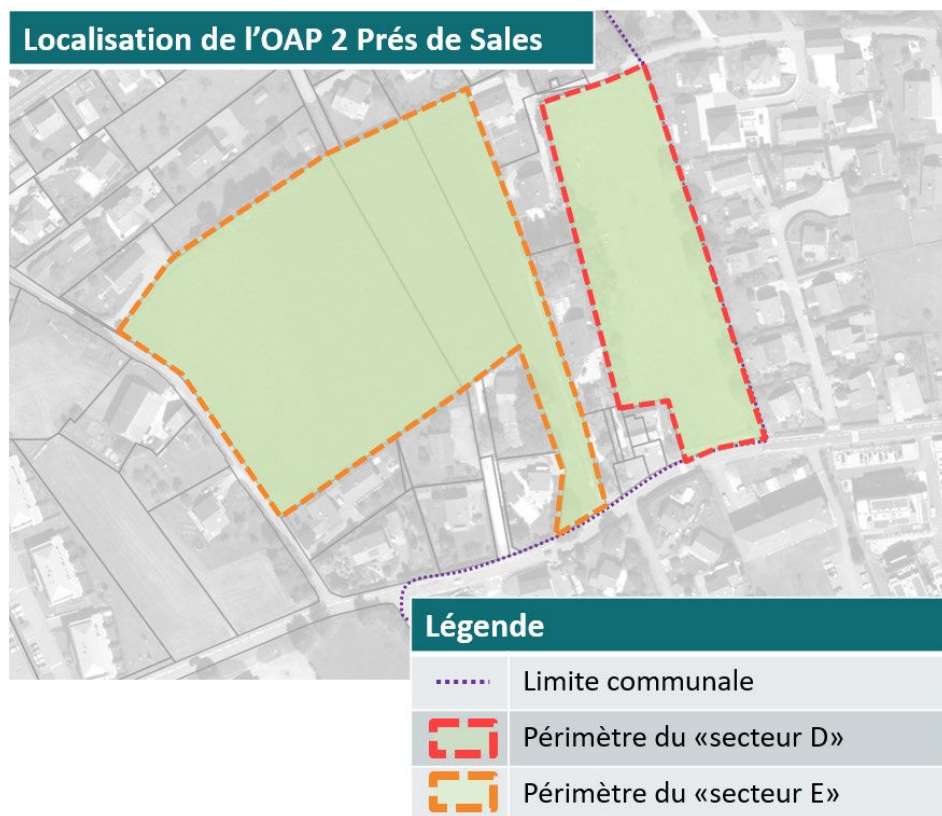 Localisation de l’OAP 2 Prés de Sales
Légende
Limite communale
Périmètre du «secteur D»
Périmètre du «secteur E»